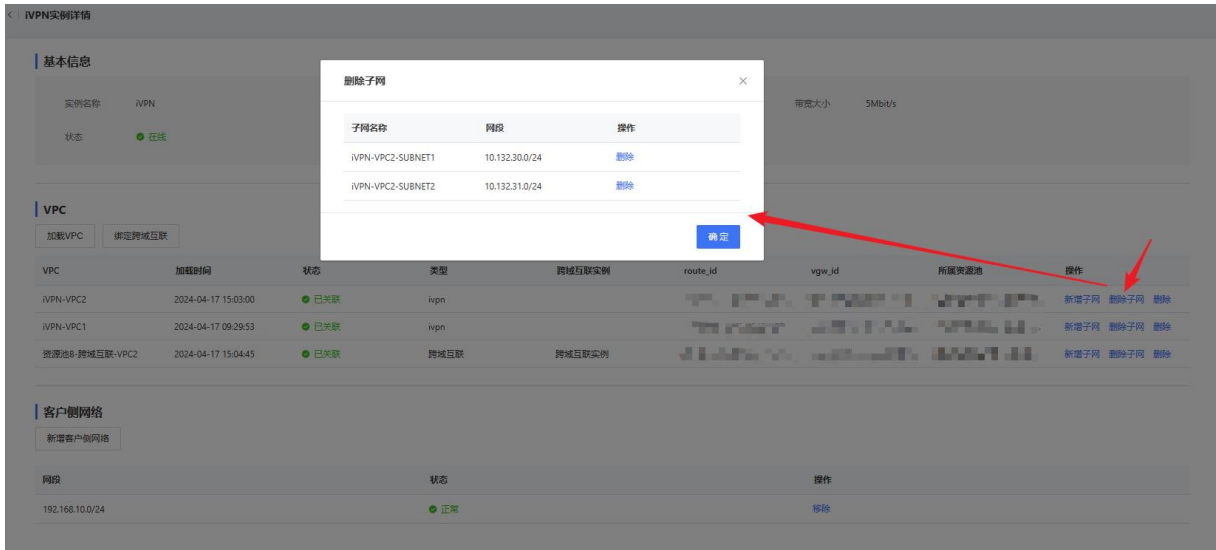 iVPN实例详情
基本信息
实例名称 iVPN
带宽大小 5Mbit/s
状态 在线
删除子网
子网名称 网段 操作
iVPN-VPC2-SUBNET1 10.132.30.0/24 删除
iVPN-VPC2-SUBNET2 10.132.31.0/24 删除
确定
VPC
加载VPC 绑定跨域互联
VPC 加载时间 状态 类型 跨域互联实例 route_id vgw_id 所属资源池 操作
iVPN-VPC2 2024-04-17 15:03:00 已关联 ivpn 新增子网 删除子网 删除
iVPN-VPC1 2024-04-17 09:29:53 已关联 ivpn 新增子网 删除子网 删除
资源池8-跨域互联-VPC2 2024-04-17 15:04:45 已关联 跨域互联 跨域互联实例 新增子网 删除子网 删除
客户侧网络
新增客户侧网络
网段 状态 操作
192.168.10.0/24 正常 移除